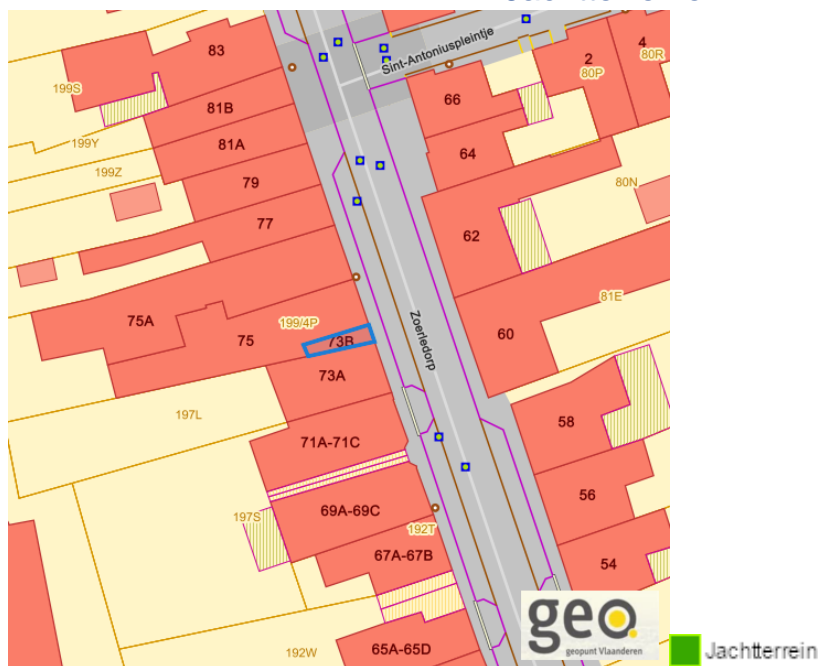 83
2
4
80R
80P
Sint-Antoniuspleintje
199S
81B
66
199Y
81A
64
199Z
79
80N
77
62
81E
75A
199/4P
75
73B
60
Zoerledorp
73A
197L
58
71A-71C
56
69A-69C
197S
192T
67A-67B
54
geo.
geopunt Vlaanderen
65A-65D
192W
Jachtterrein